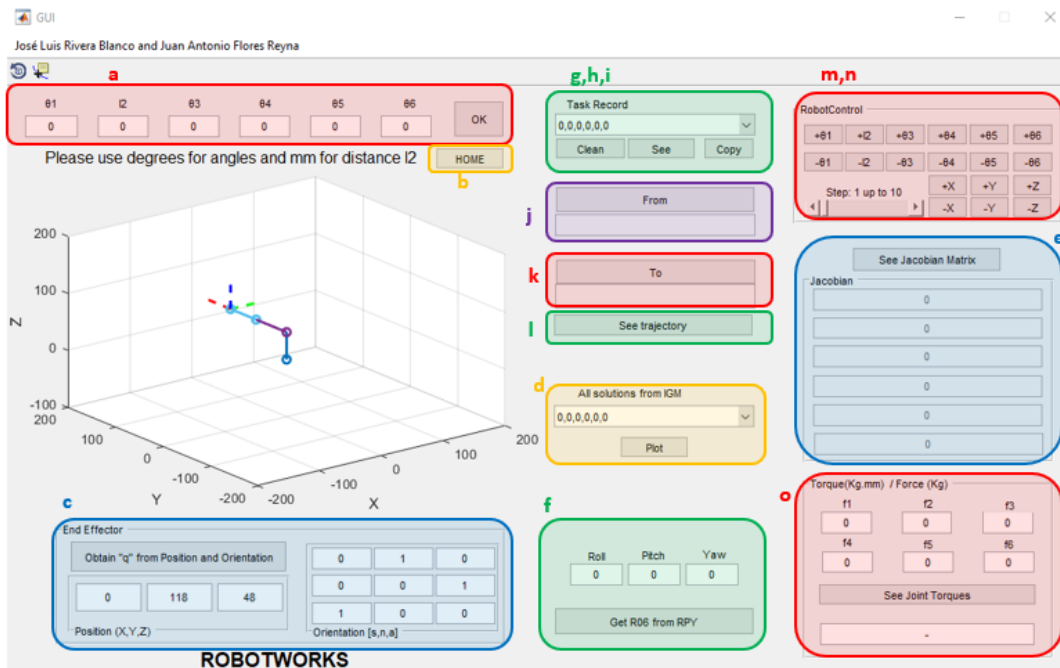 GUI
José Luis Rivera Blanco and Juan Antonio Flores Reyna
a
θ1 l2 θ3 θ4 θ5 θ6
0 0 0 0 0 0 OK
Please use degrees for angles and mm for distance l2
HOME
b
200
100
0
-100
Z
200
100
0
-100
-200
Y
-200
-100
0
100
200
X
c
End Effector
Obtain "q" from Position and Orientation
0 118 48
Position (X,Y,Z)
0 1 0
0 0 1
1 0 0
Orientation [s,n,a]
ROBOTWORKS
g,h,i
Task Record
0,0,0,0,0,0
Clean See Copy
j
From
k
To
l
See trajectory
d
All solutions from IGM
0,0,0,0,0,0
Plot
f
Roll Pitch Yaw
0 0 0
Get R06 from RPY
m,n
RobotControl
+θ1 +l2 +θ3 +θ4 +θ5 +θ6
-θ1 -l2 -θ3 -θ4 -θ5 -θ6
Step: 1 up to 10
+X +Y +Z
-X -Y -Z
e
See Jacobian Matrix
Jacobian
0
0
0
0
0
0
o
Torque(Kg.mm) / Force (Kg)
f1 f2 f3
0 0 0
f4 f5 f6
0 0 0
See Joint Torques
-